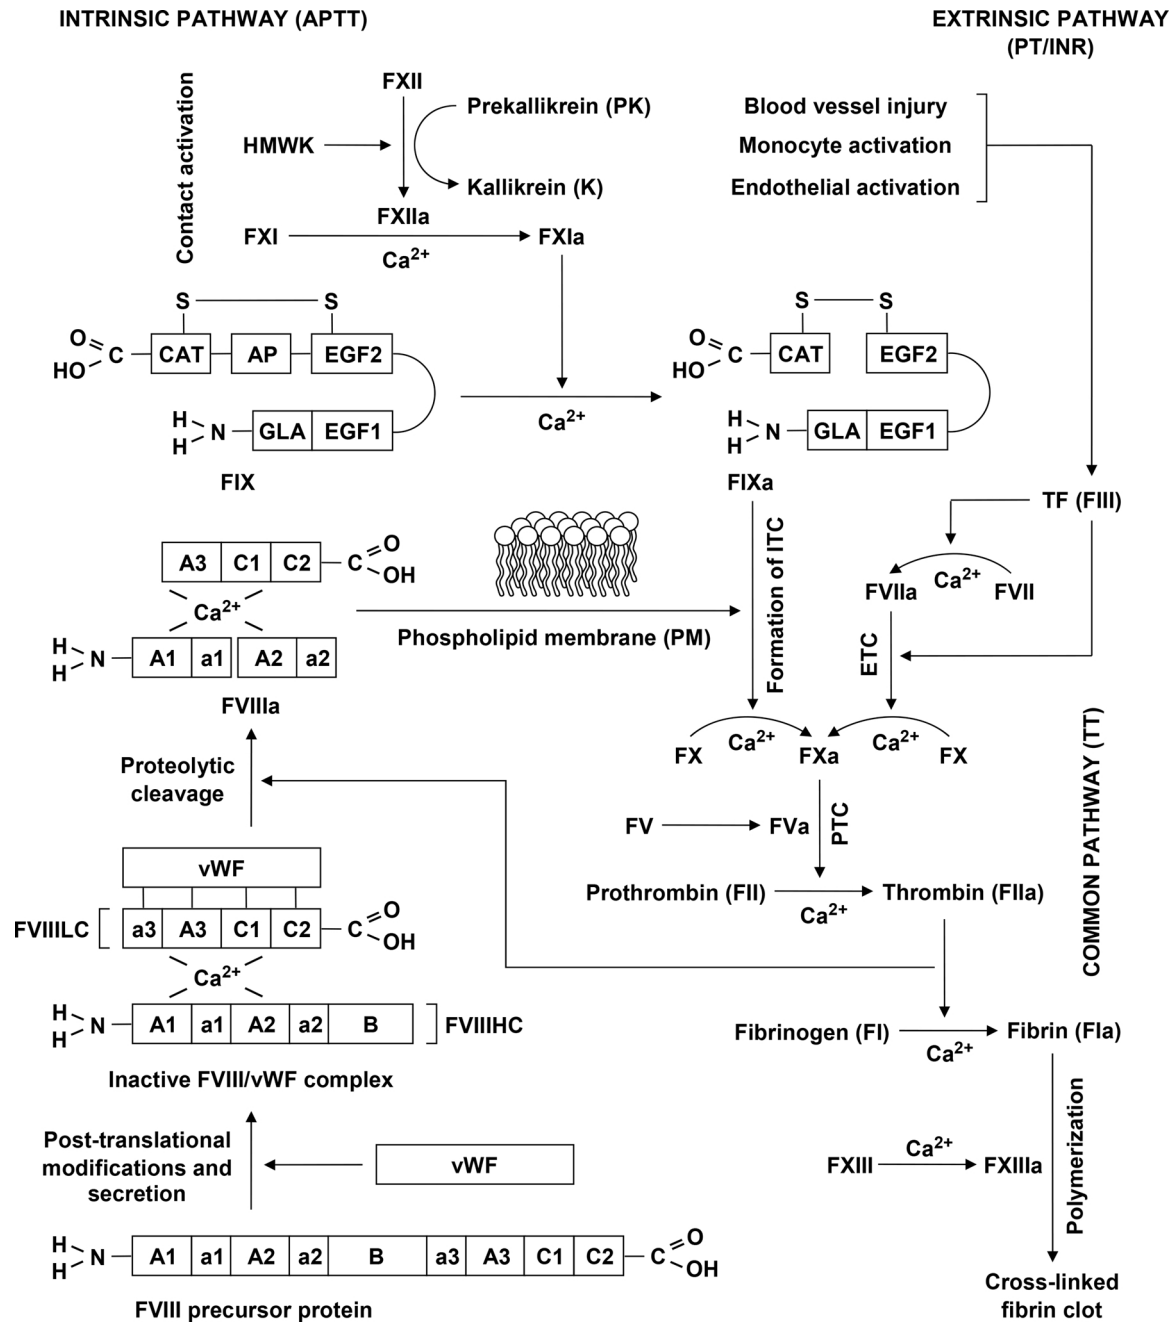 INTRINSIC PATHWAY (APTT)
EXTRINSIC PATHWAY
(PT/INR)
Contact activation
FXII
Prekallikrein (PK)
HMWK
Kallikrein (K)
FXIIa
FXI
FXIa
Ca2+
Blood vessel injury
Monocyte activation
Endothelial activation
S S
O
C
HO
CAT AP EGF2
H
N
H
GLA EGF1
FIX
Ca2+
S S
O
C
HO
CAT EGF2
H
N
H
GLA EGF1
FIXa
TF (FIII)
A3 C1 C2 C
O
OH
Ca2+
H
N
H
A1 a1 A2 a2
FVIIIa
Phospholipid membrane (PM)
Formation of ITC
FVIIa
Ca2+
FVII
ETC
FX
Ca2+
FXa
Ca2+
FX
Proteolytic
cleavage
FV
FVa
PTC
Prothrombin (FII)
Ca2+
Thrombin (FIIa)
COMMON PATHWAY (TT)
vWF
FVIIILC
a3 A3 C1 C2 C
O
OH
Ca2+
H
N
H
A1 a1 A2 a2 B
FVIIIHC
Inactive FVIII/vWF complex
Fibrinogen (FI)
Ca2+
Fibrin (FIa)
Post-translational
modifications and
secretion
vWF
FXIII
Ca2+
FXIIIa
Polymerization
H
N
H
A1 a1 A2 a2 B a3 A3 C1 C2 C
O
OH
FVIII precursor protein
Cross-linked
fibrin clot